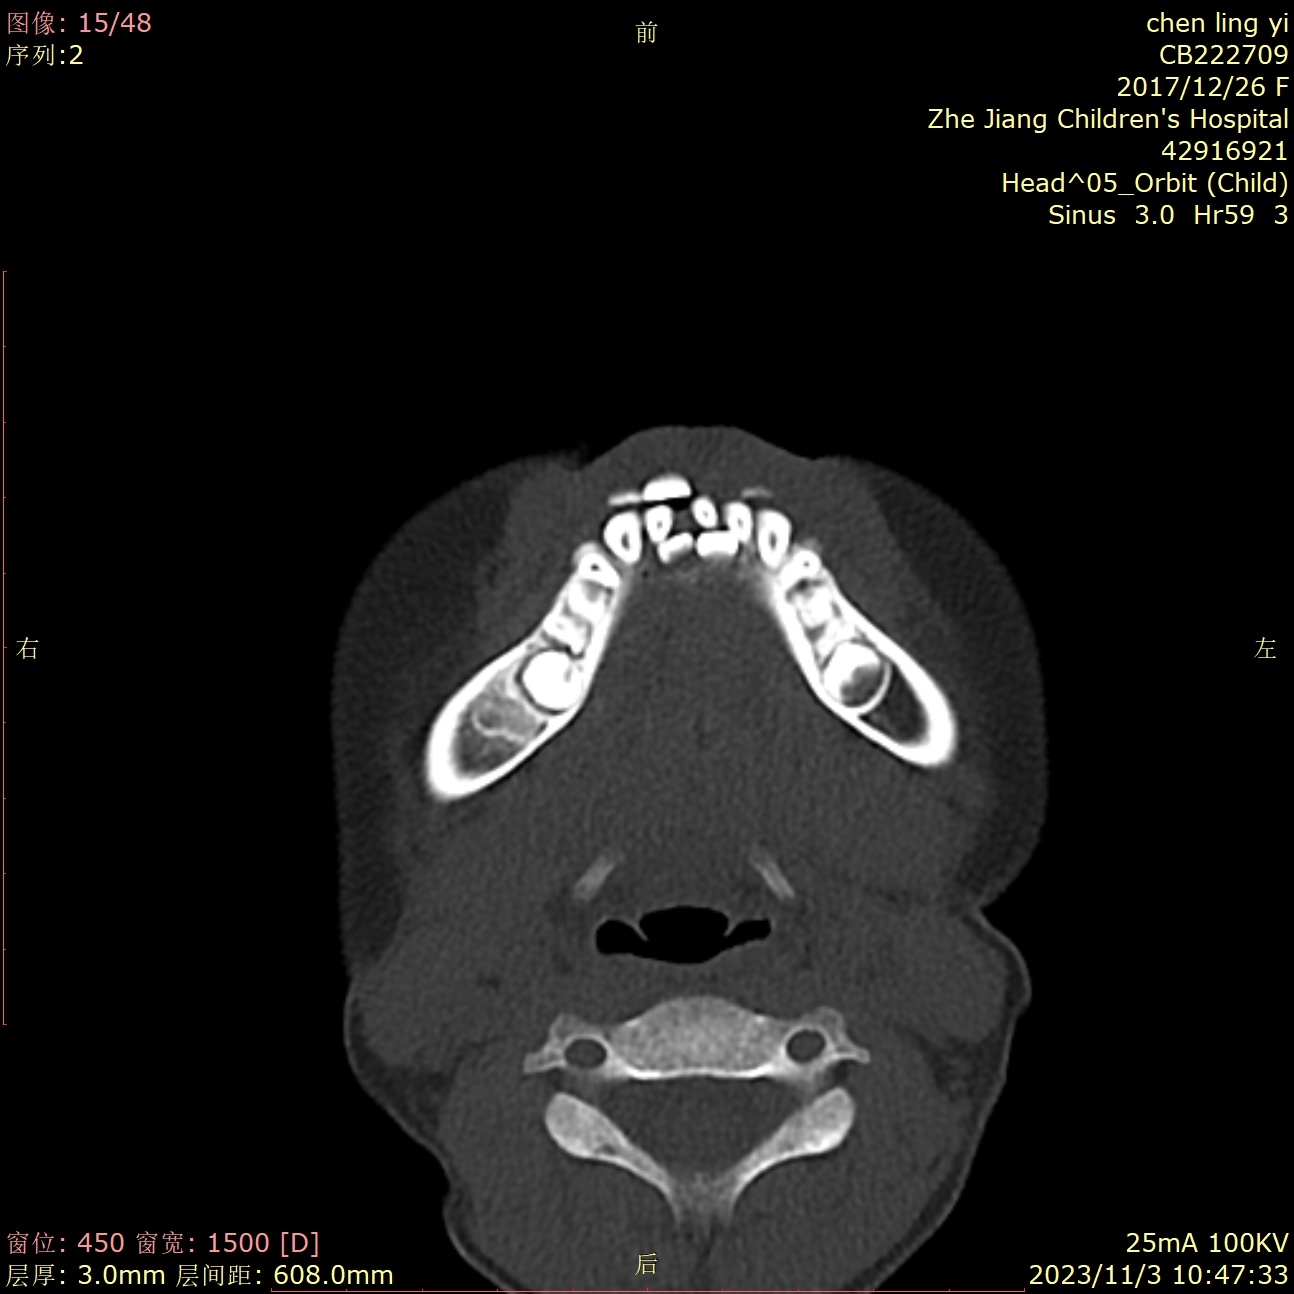 图像: 15/48
序列:2
前
chen ling yi
CB222709
2017/12/26 F
Zhe Jiang Children's Hospital
42916921
Head^05_Orbit (Child)
Sinus 3.0 Hr59 3
右
左
窗位: 450 窗宽: 1500 [D]
层厚: 3.0mm 层间距: 608.0mm
后
25mA 100KV
2023/11/3 10:47:33